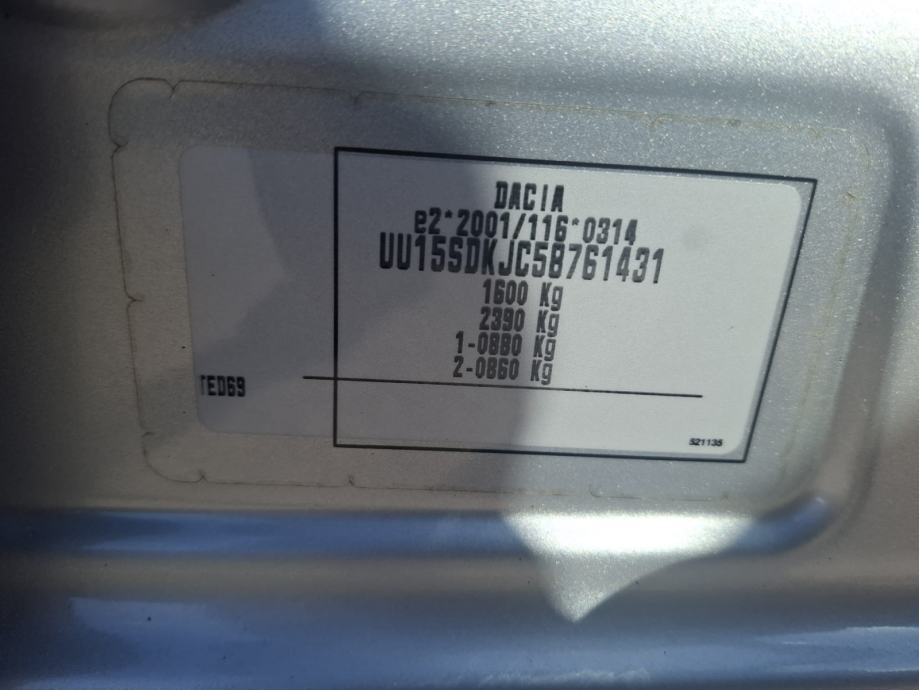 DACIA
e2*2001/116*0314
UU15SDKJC58761431
1600 Kg
2390 Kg
1-0880 Kg
2-0860 Kg
TED69
521135